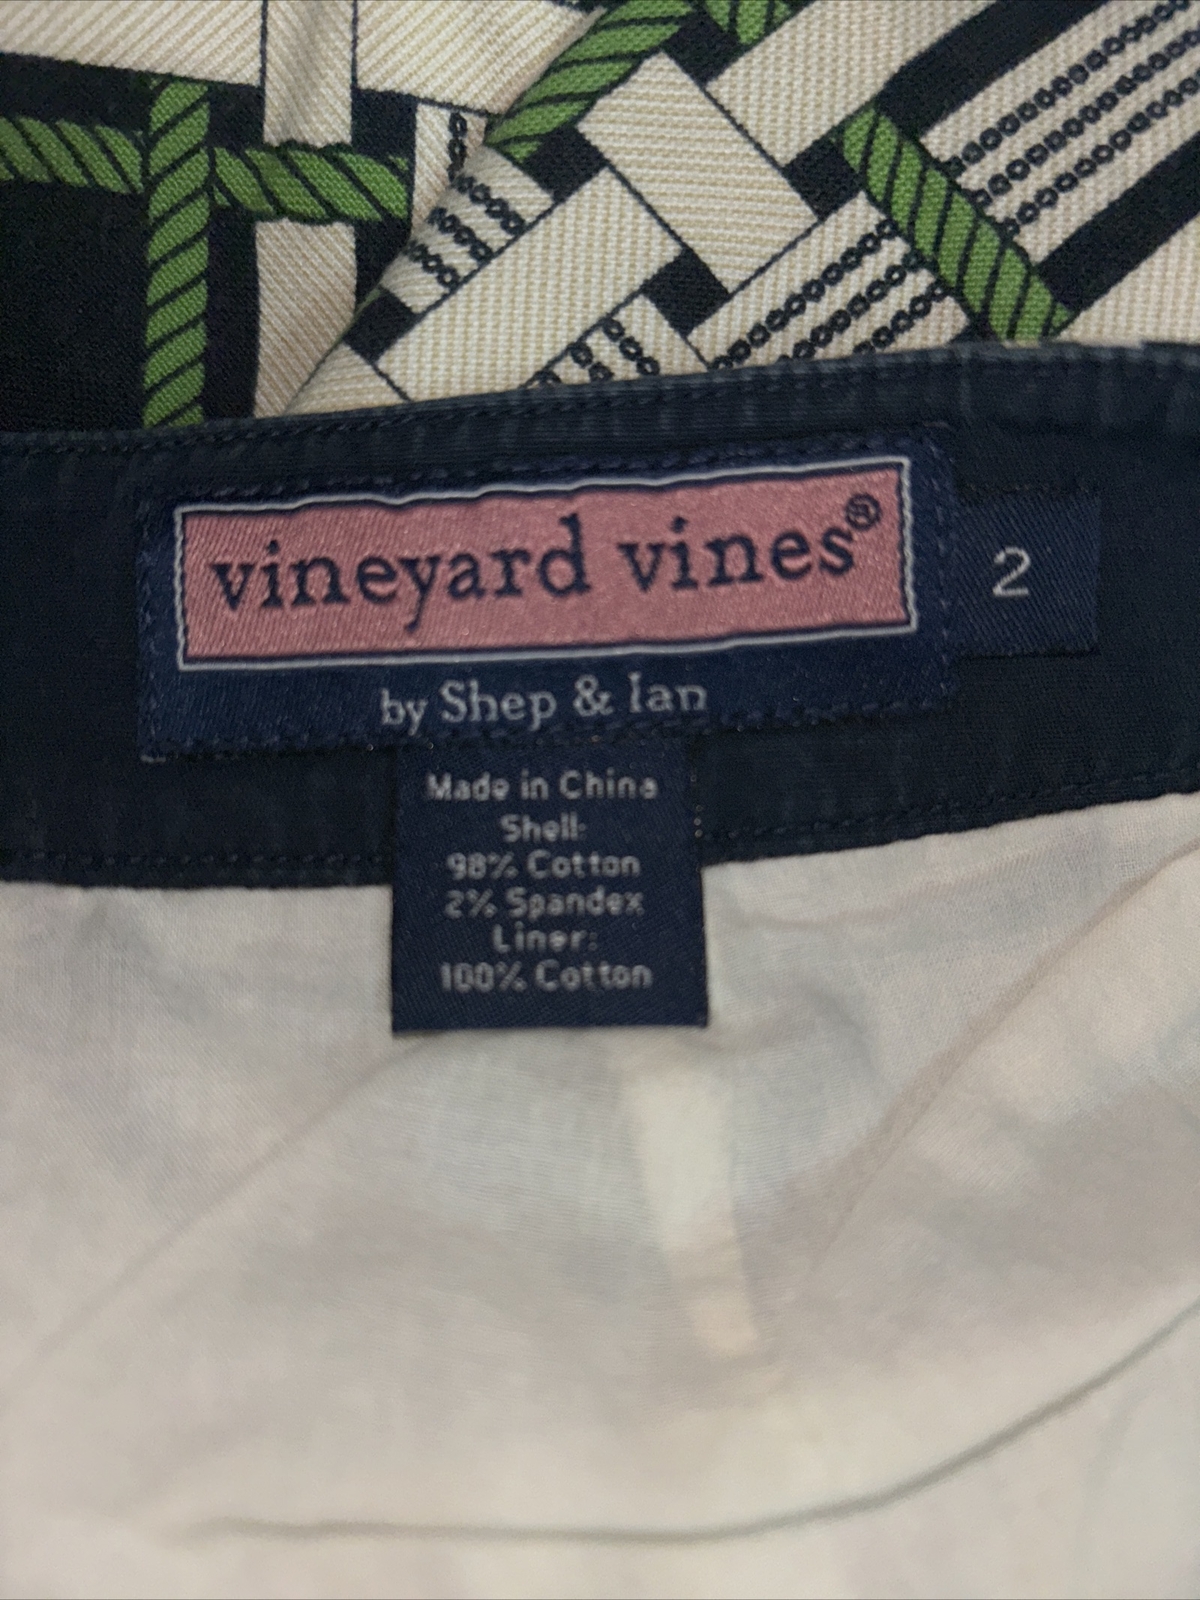 vineyard vines®
2
by Shep & Ian
Made in China
Shell:
98% Cotton
2% Spandex
Liner:
100% Cotton